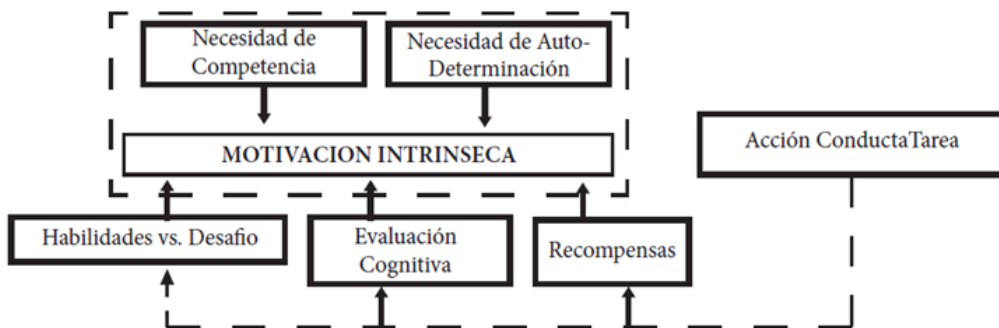 Necesidad de
Competencia
Necesidad de Auto-
Determinación
MOTIVACION INTRINSECA
Acción ConductaTarea
Habilidades vs. Desafio
Evaluación
Cognitiva
Recompensas